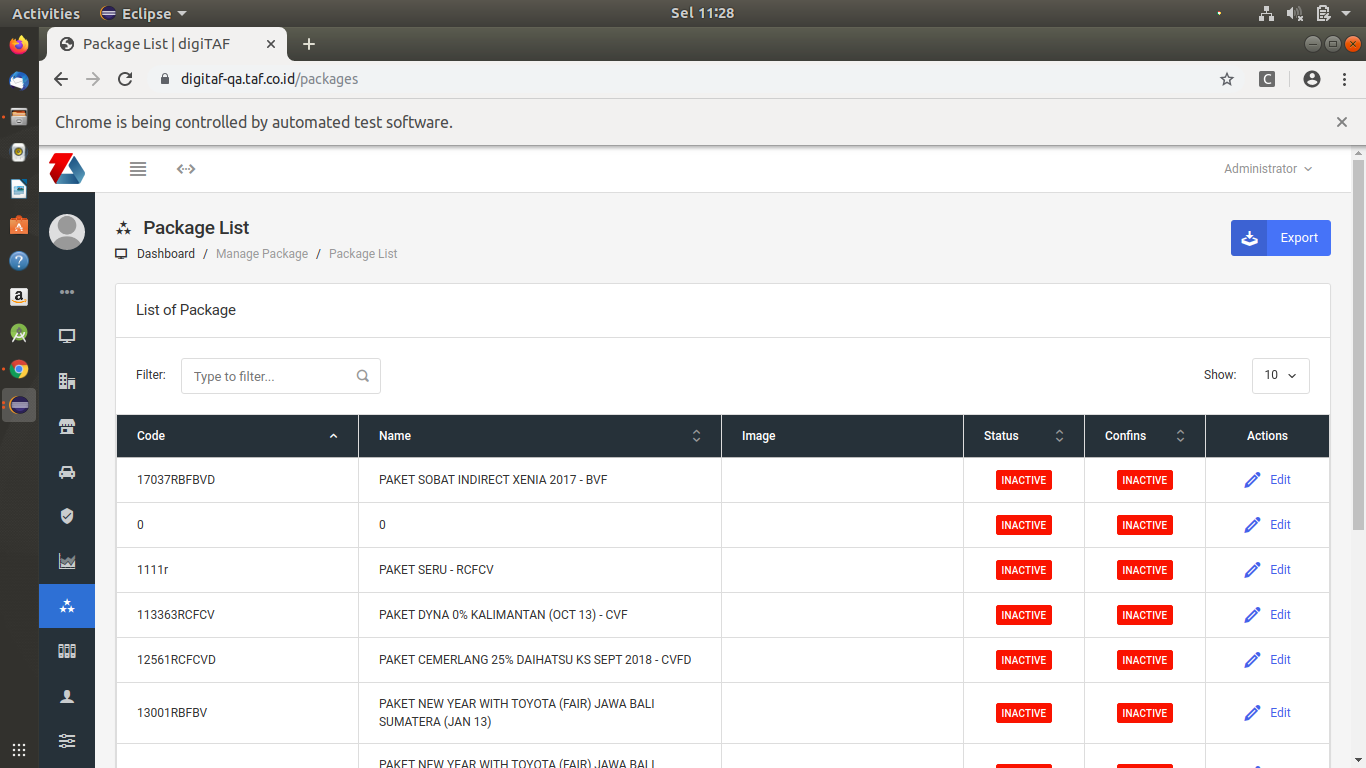 Activities Eclipse Sel 11:28
Package List | digiTAF
digitaf-qa.taf.co.id/packages
Chrome is being controlled by automated test software.
Administrator
Package List
Dashboard / Manage Package / Package List
Export
List of Package
Filter: Type to filter... Show: 10
Code Name Image Status Confins Actions
17037RBFBVD PAKET SOBAT INDIRECT XENIA 2017 - BVF INACTIVE INACTIVE Edit
0 0 INACTIVE INACTIVE Edit
1111r PAKET SERU - RCFCV INACTIVE INACTIVE Edit
113363RCFCV PAKET DYNA 0% KALIMANTAN (OCT 13) - CVF INACTIVE INACTIVE Edit
12561RCFCVD PAKET CEMERLANG 25% DAIHATSU KS SEPT 2018 - CVFD INACTIVE INACTIVE Edit
13001RBFBV PAKET NEW YEAR WITH TOYOTA (FAIR) JAWA BALI SUMATERA (JAN 13) INACTIVE INACTIVE Edit
PAKET NEW YEAR WITH TOYOTA (FAIR) JAWA BALI